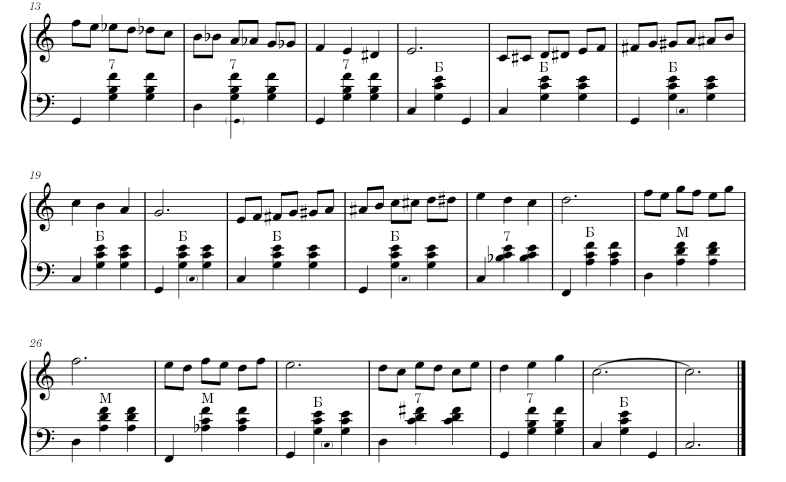 13
7 7 7 Б Б Б
19
Б Б Б Б 7 Б М
26
М М Б 7 7 Б